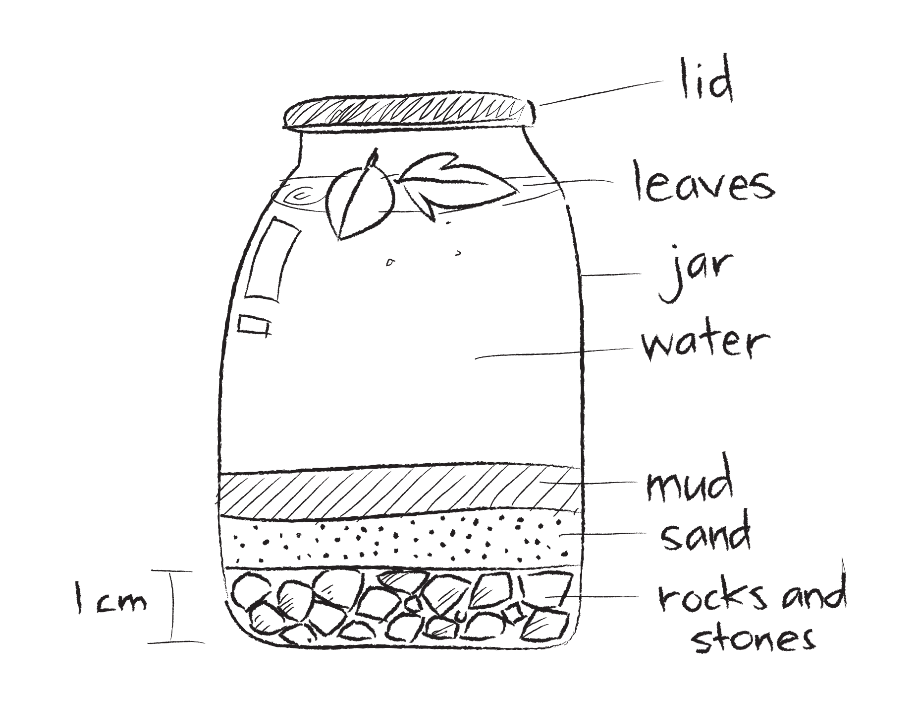 lid
leaves
jar
water
mud
sand
1 cm
rocks and
stones